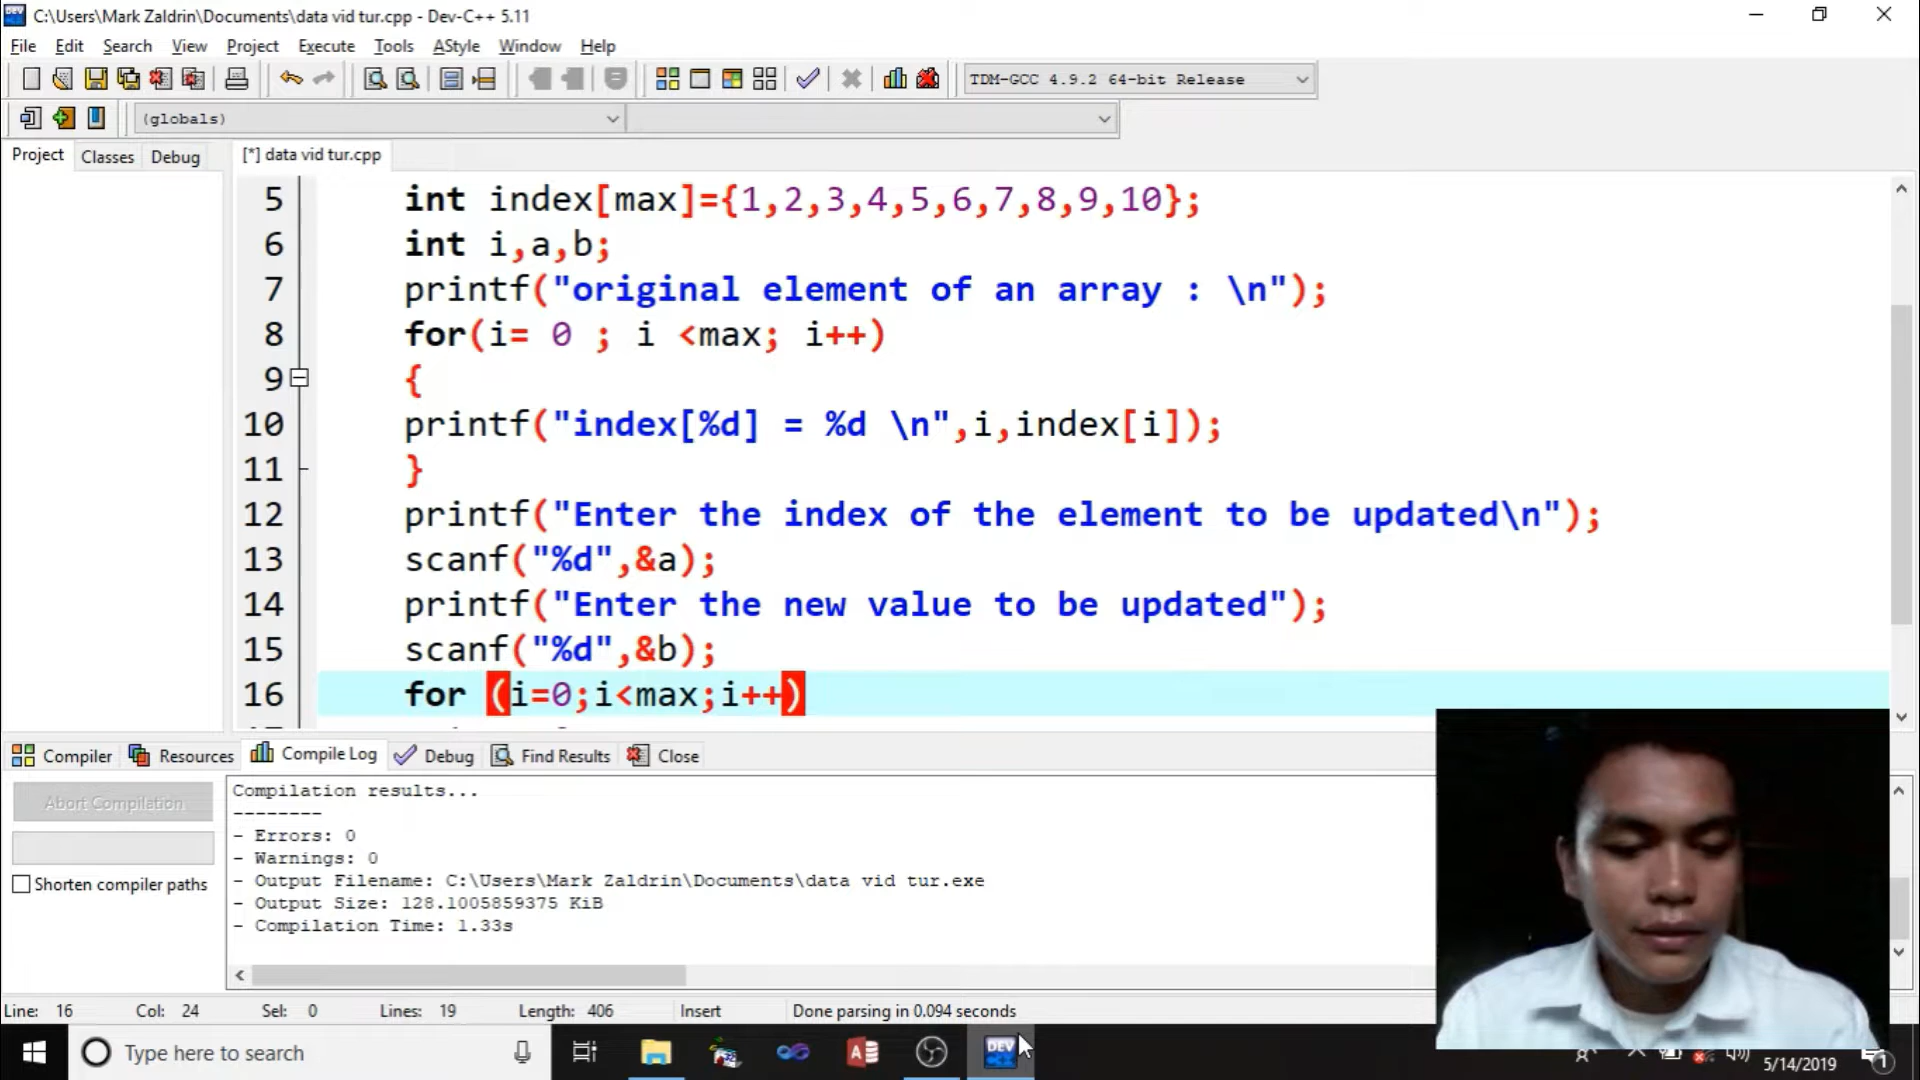 C:\Users\Mark Zaldrin\Documents\data vid tur.cpp - Dev-C++ 5.11
File Edit Search View Project Execute Tools AStyle Window Help
TDM-GCC 4.9.2 64-bit Release
(globals)
Project Classes Debug [*] data vid tur.cpp
5 int index[max]={1,2,3,4,5,6,7,8,9,10};
6 int i,a,b;
7 printf("original element of an array : \n");
8 for(i= 0 ; i <max; i++)
9 {
10 printf("index[%d] = %d \n",i,index[i]);
11 }
12 printf("Enter the index of the element to be updated\n");
13 scanf("%d",&a);
14 printf("Enter the new value to be updated");
15 scanf("%d",&b);
16 for (i=0;i<max;i++)
Compiler Resources Compile Log Debug Find Results Close
Abort Compilation
Shorten compiler paths
Compilation results...
--------
- Errors: 0
- Warnings: 0
- Output Filename: C:\Users\Mark Zaldrin\Documents\data vid tur.exe
- Output Size: 128.1005859375 KiB
- Compilation Time: 1.33s
Line: 16 Col: 24 Sel: 0 Lines: 19 Length: 406 Insert Done parsing in 0.094 seconds
Type here to search
DEV
5/14/2019
1